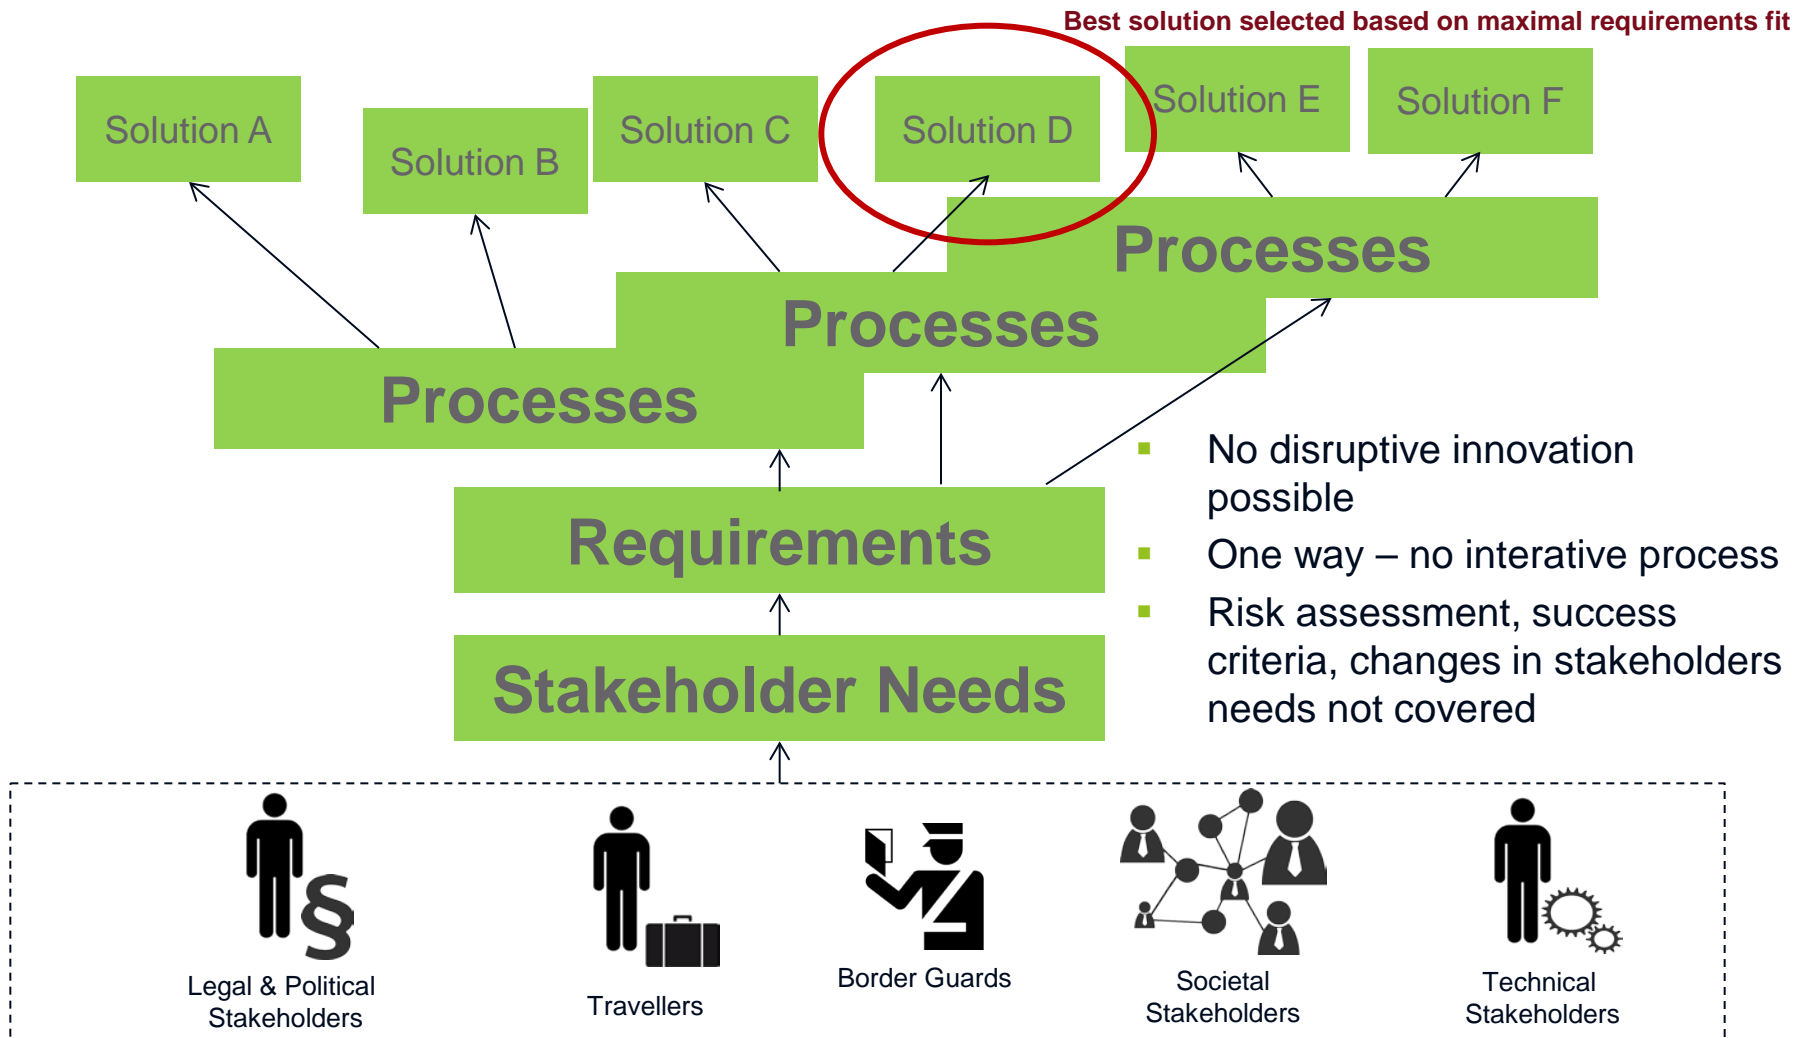 Best solution selected based on maximal requirements fit
Solution A
Solution B
Solution C
Solution D
Solution E
Solution F
Processes
Processes
Processes
Requirements
Stakeholder Needs
No disruptive innovation
possible
One way – no interative process
Risk assessment, success
criteria, changes in stakeholders
needs not covered
§
Legal & Political
Stakeholders
Travellers
Border Guards
Societal
Stakeholders
Technical
Stakeholders